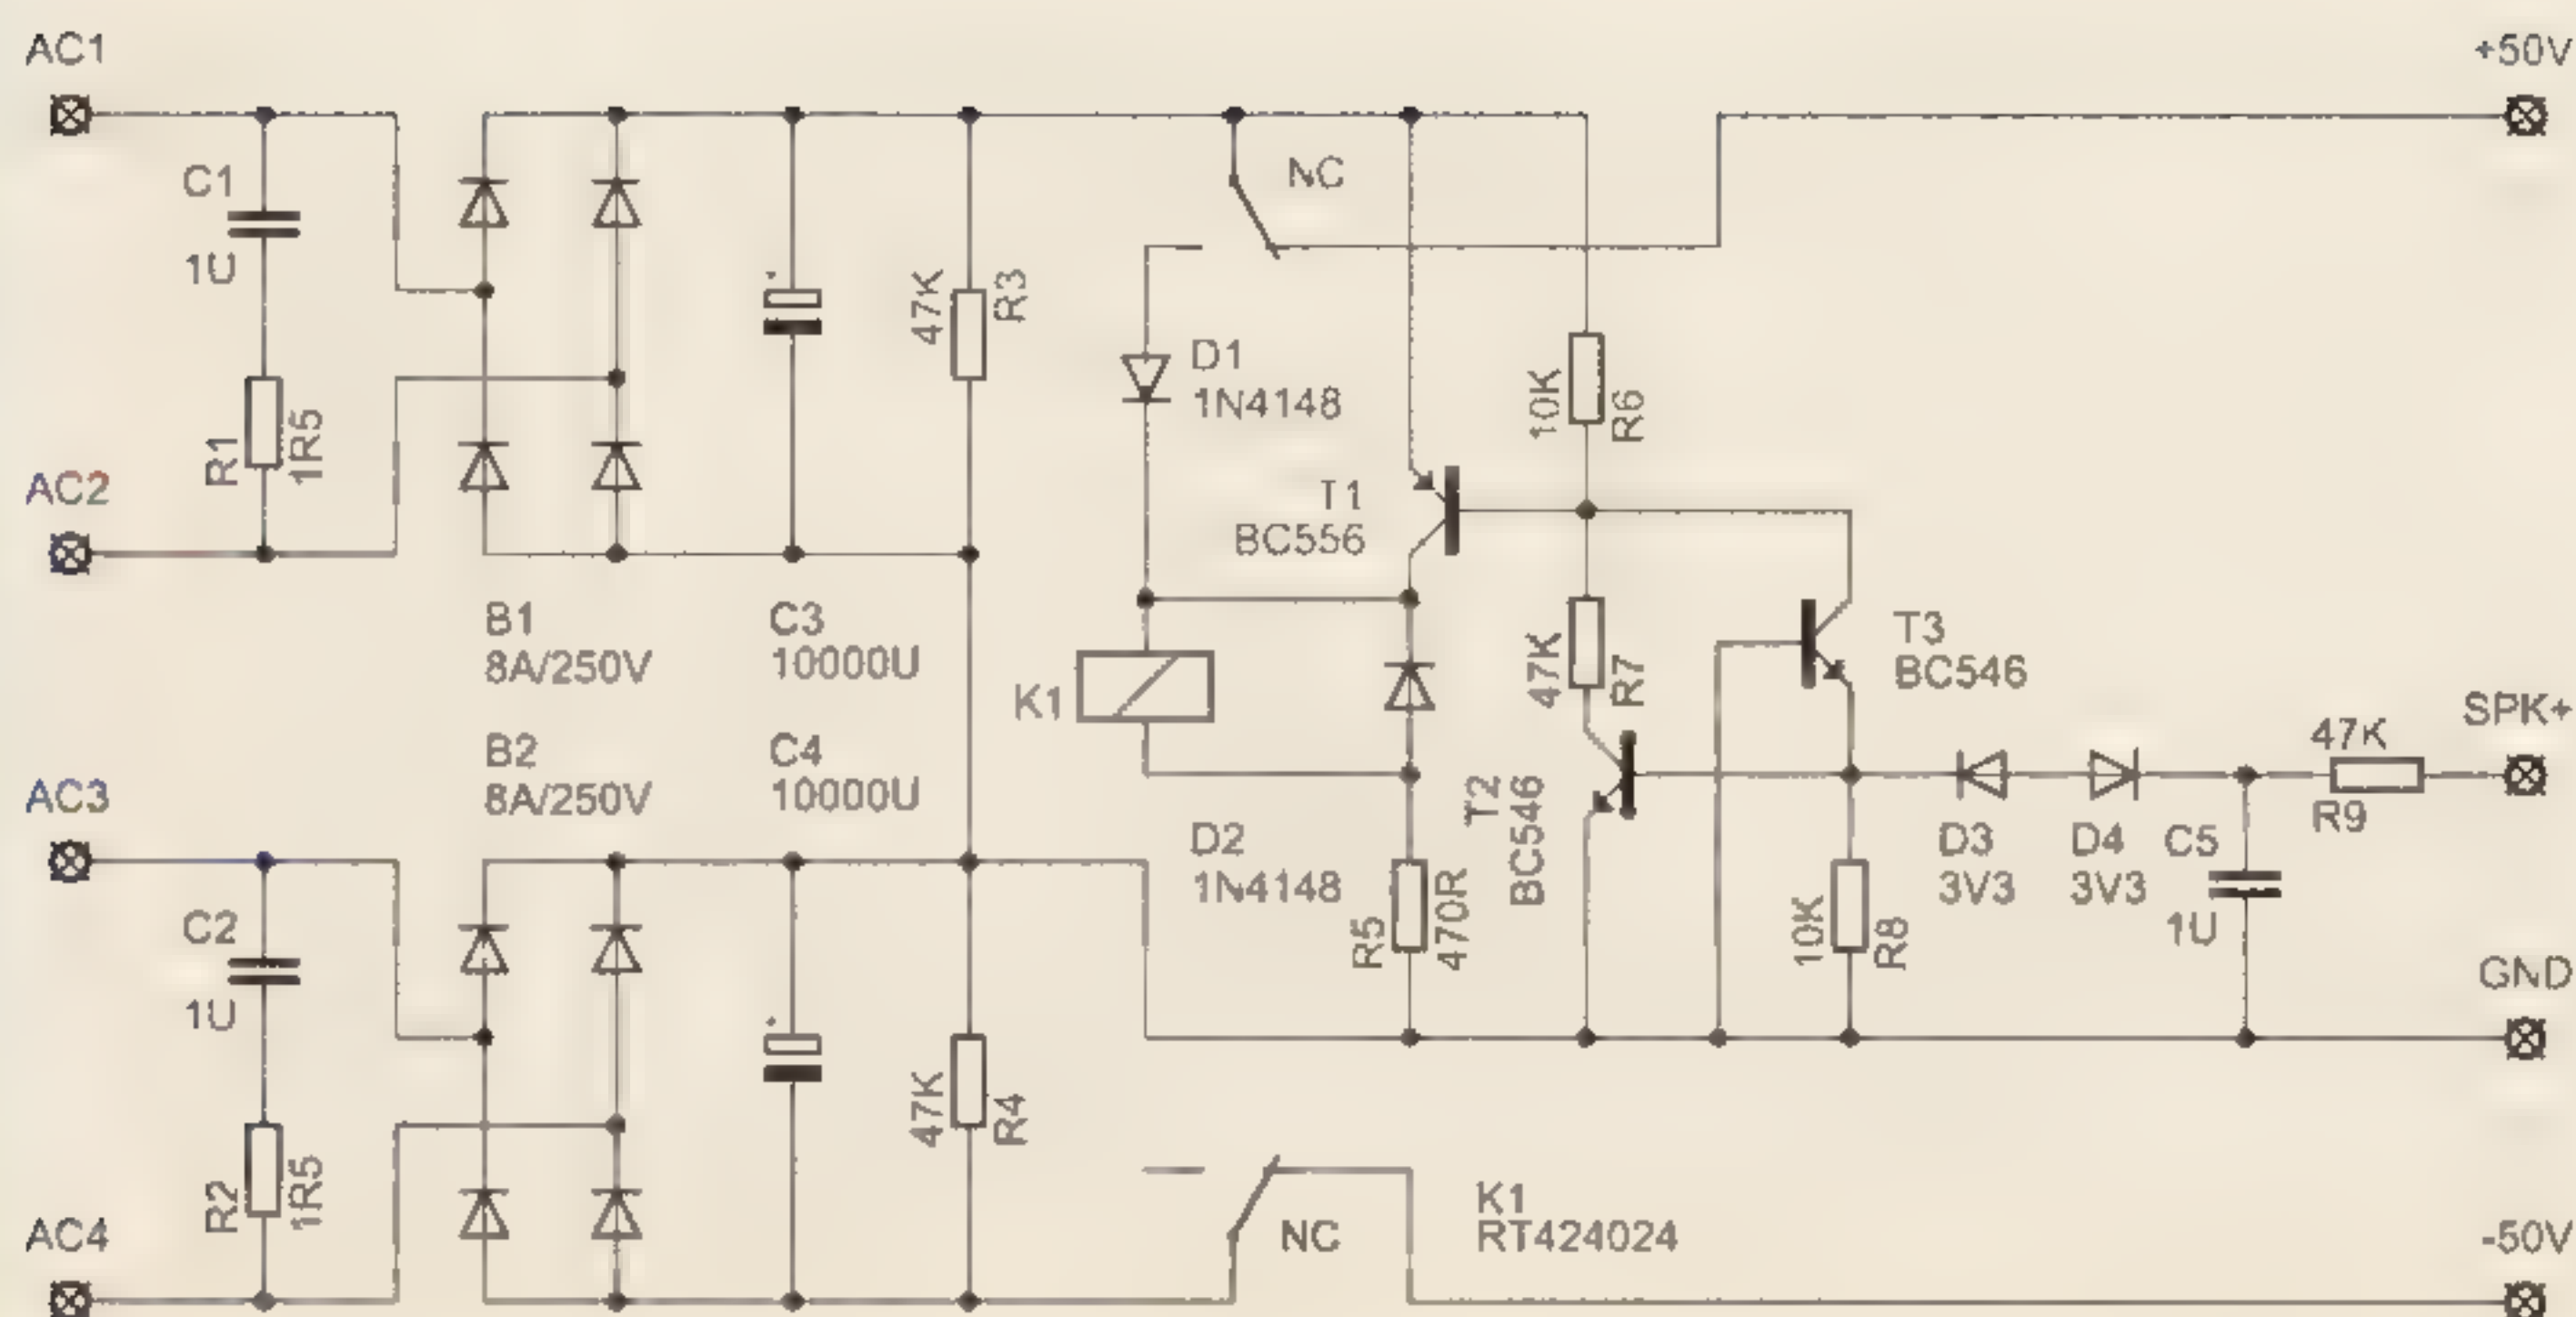 AC1
+50V
C1
1U
NC
47K
R3
D1
1N4148
10K
R6
R1
1R5
AC2
T1
BC556
B1
8A/250V
C3
10000U
K1
47K
R7
T3
BC546
SPK+
47K
R9
B2
8A/250V
C4
10000U
AC3
D2
1N4148
T2
BC546
D3
3V3
D4
3V3
C5
1U
R5
470R
10K
R8
GND
C2
1U
47K
R4
R2
1R5
AC4
NC
K1
RT424024
-50V